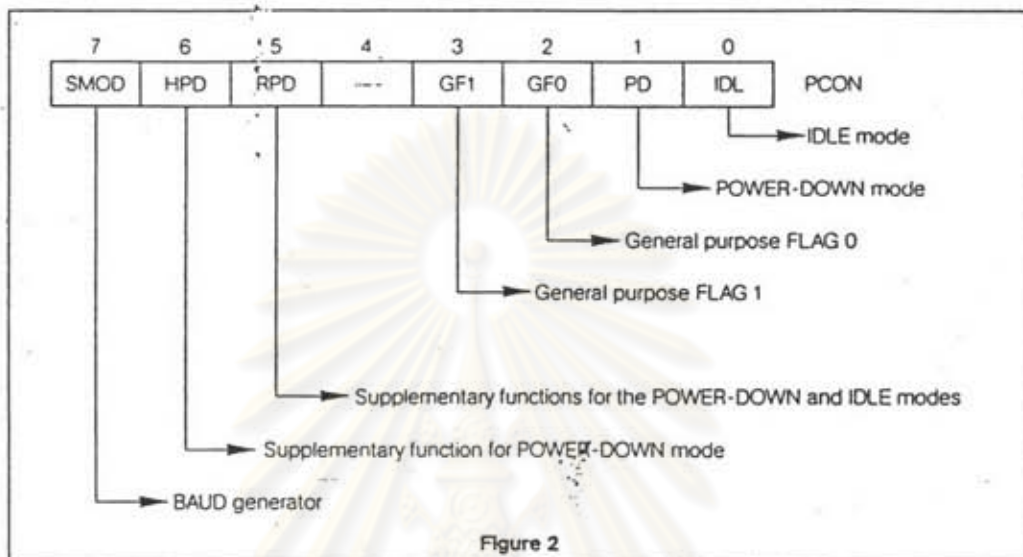 7 6 5 4 3 2 1 0
SMOD HPD RPD ---- GF1 GF0 PD IDL PCON
IDLE mode
POWER-DOWN mode
General purpose FLAG 0
General purpose FLAG 1
Supplementary functions for the POWER-DOWN and IDLE modes
Supplementary function for POWER-DOWN mode
BAUD generator
Figure 2